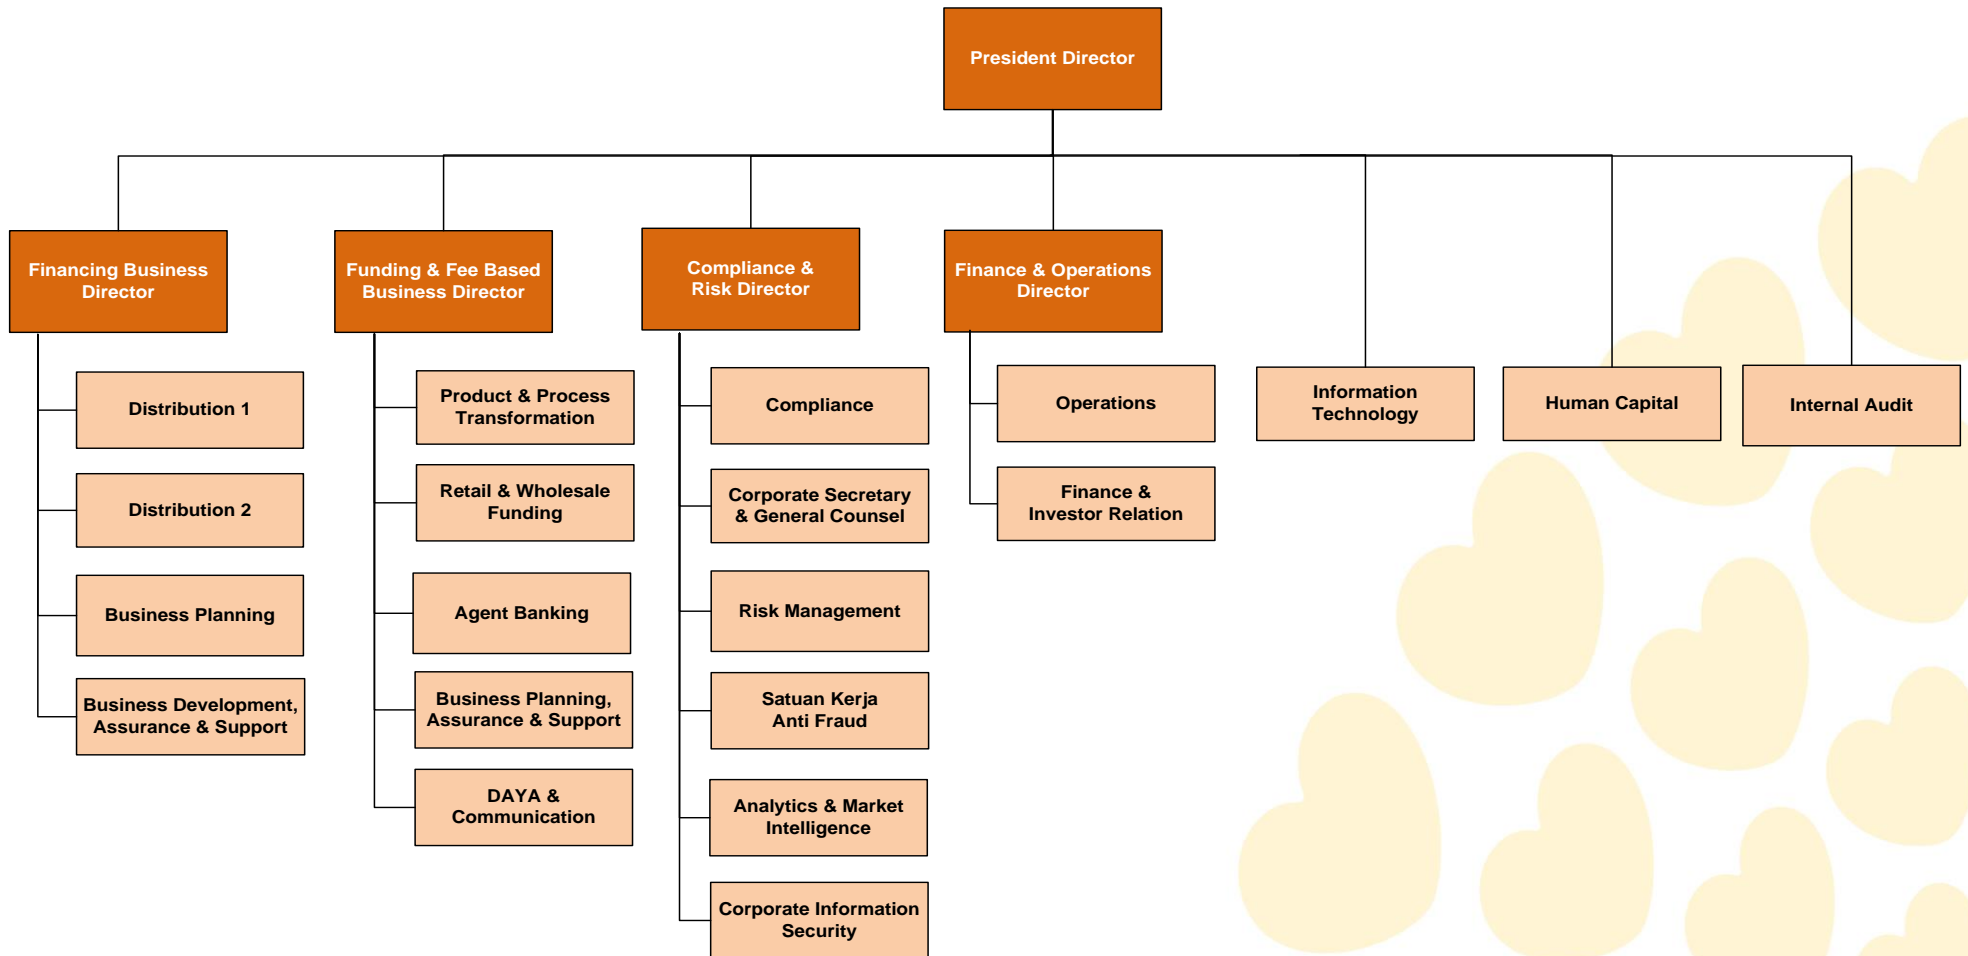 President Director
Financing Business
Director
Funding & Fee Based
Business Director
Compliance &
Risk Director
Finance & Operations
Director
Distribution 1
Distribution 2
Business Planning
Business Development,
Assurance & Support
Product & Process
Transformation
Retail & Wholesale
Funding
Agent Banking
Business Planning,
Assurance & Support
DAYA &
Communication
Compliance
Corporate Secretary
& General Counsel
Risk Management
Satuan Kerja
Anti Fraud
Analytics & Market
Intelligence
Corporate Information
Security
Operations
Finance &
Investor Relation
Information
Technology
Human Capital
Internal Audit